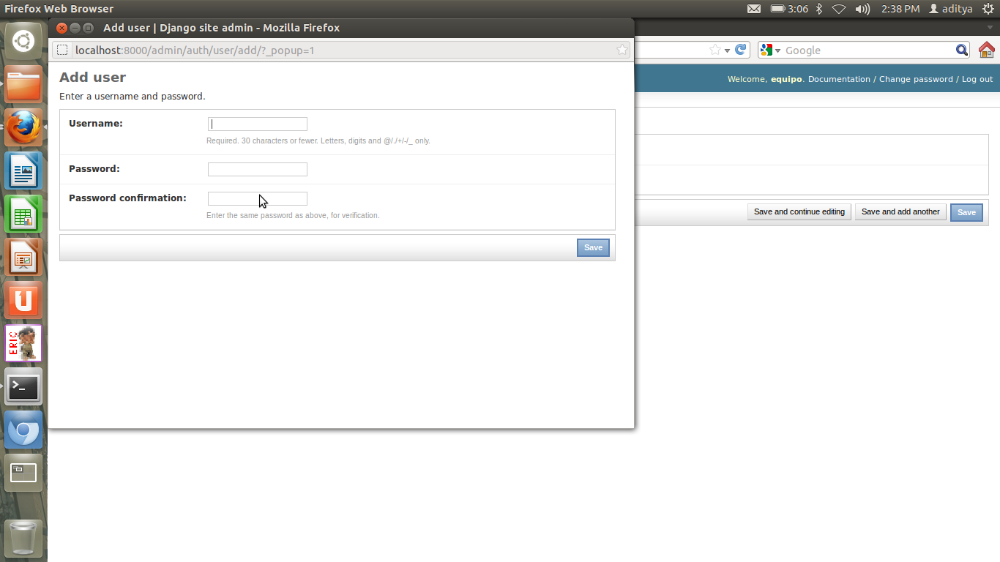 Firefox Web Browser
3:06
2:38 PM
aditya
Add user | Django site admin - Mozilla Firefox
localhost:8000/admin/auth/user/add/?_popup=1
Google
Welcome, equipo. Documentation / Change password / Log out
Add user
Enter a username and password.
Username:
Required. 30 characters or fewer. Letters, digits and @/./+/-/_ only.
Password:
Password confirmation:
Enter the same password as above, for verification.
Save
Save and continue editing
Save and add another
Save
U
ERIC
>_